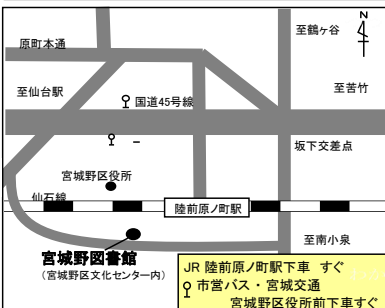 N
至鶴ヶ谷
原町本通
至仙台駅
国道45号線
至苦竹
坂下交差点
宮城野区役所
仙石線
陸前原ノ町駅
宮城野図書館
(宮城野区文化センター内)
至南小泉
JR 陸前原ノ町駅下車 すぐ
市営バス・宮城交通
宮城野区役所前下車すぐ